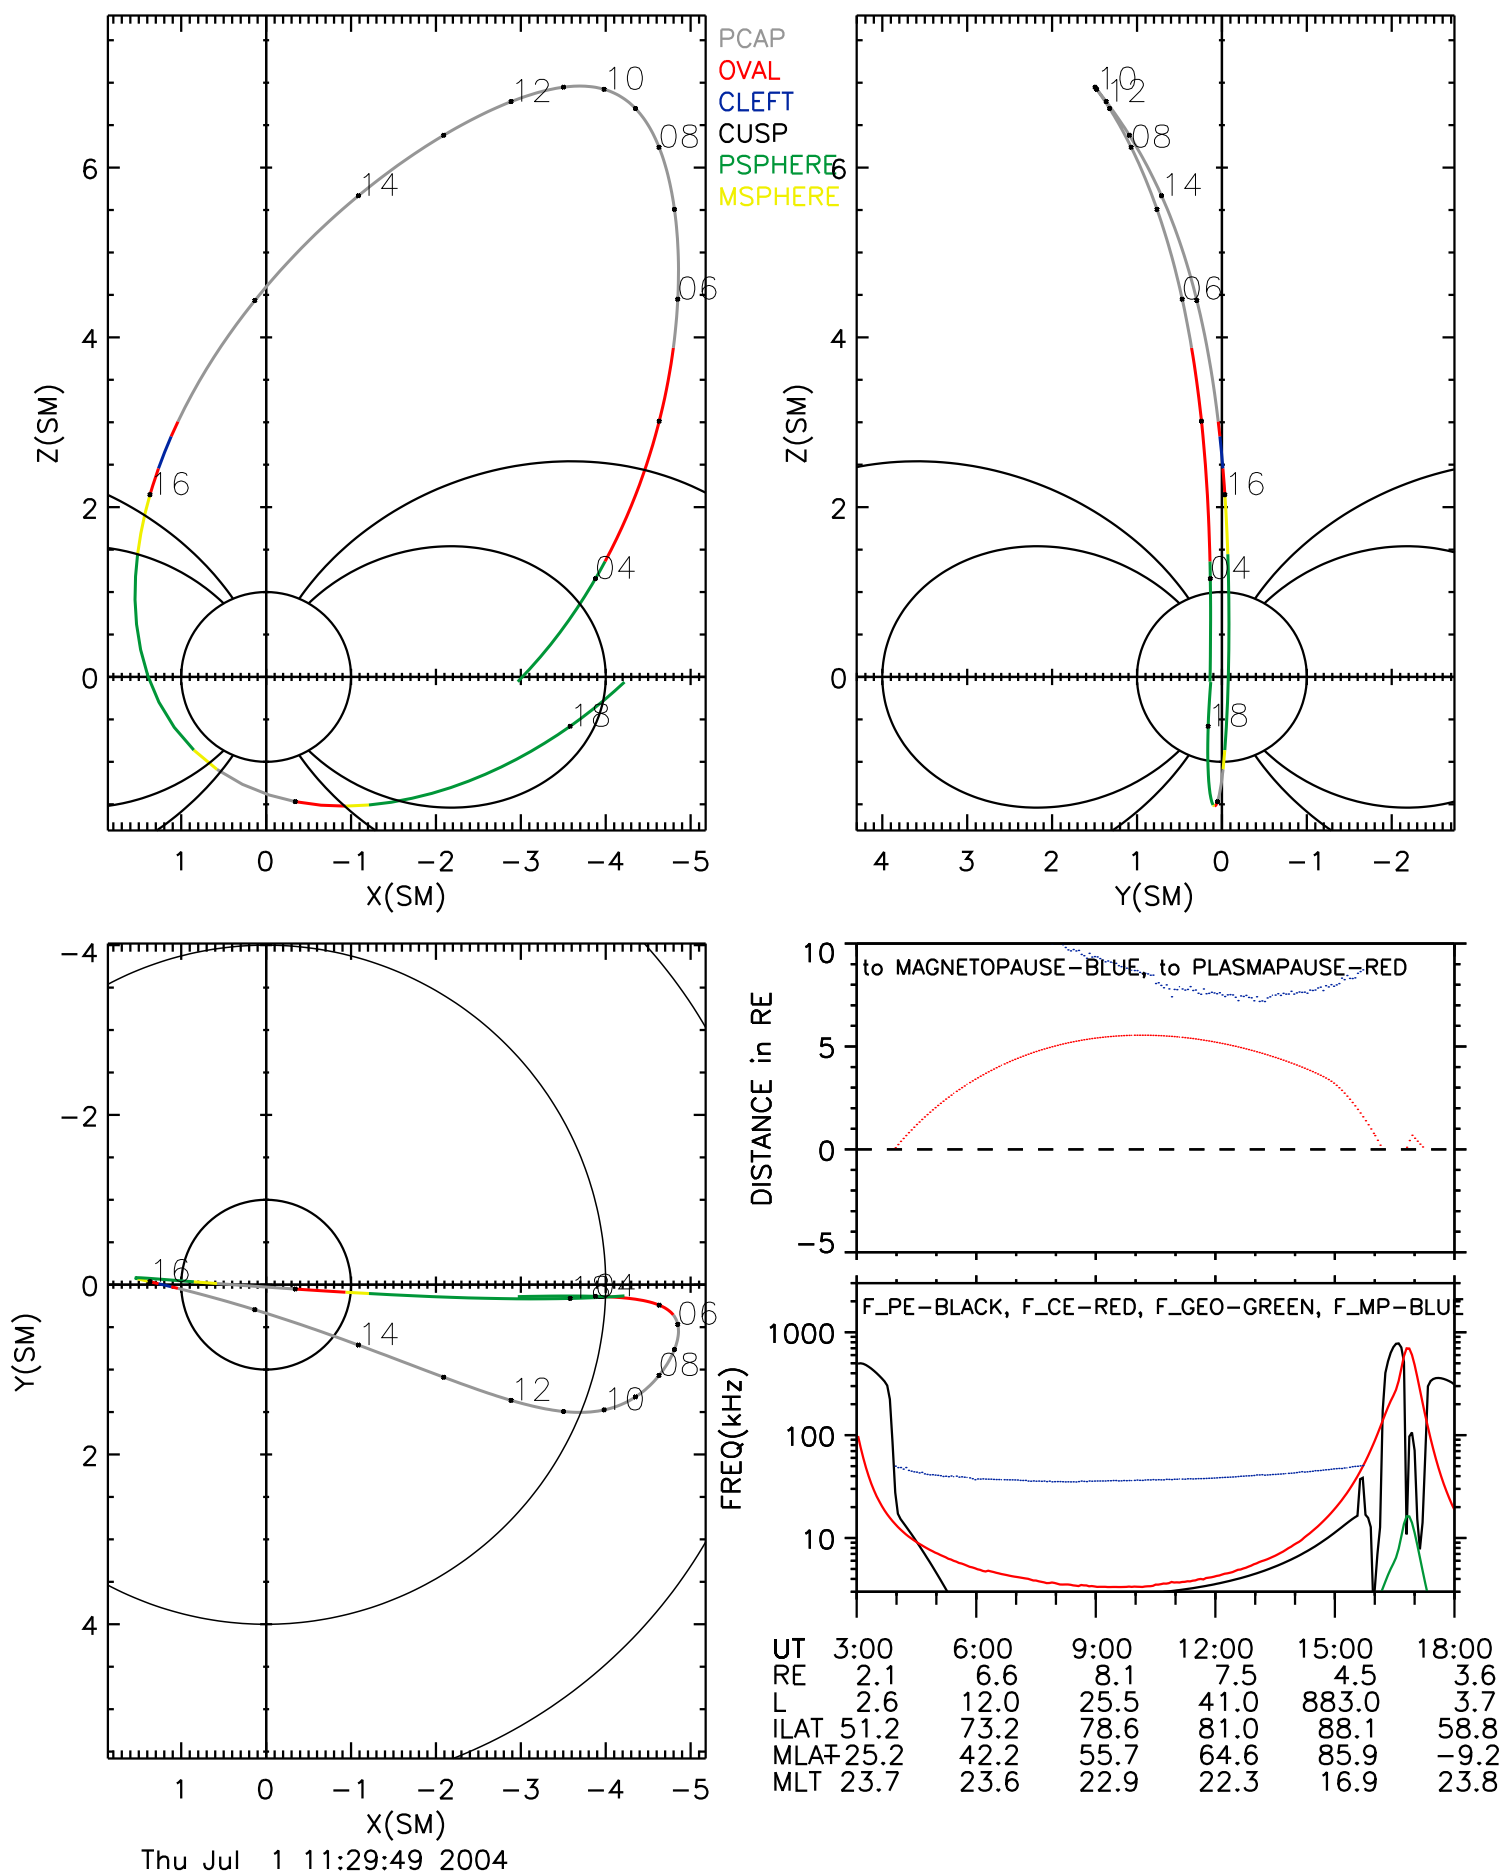 PCAP
OVAL
CLEFT
CUSP
PSPHERE
MSPHERE
6
4
2
0
Z(SM)
12
10
08
14
06
16
04
18
1 0 -1 -2 -3 -4 -5
X(SM)
6
4
2
0
Z(SM)
10
12
08
14
06
16
04
18
4 3 2 1 0 -1 -2
Y(SM)
-4
-2
0
2
4
Y(SM)
16
18
04
06
14
08
12
10
1 0 -1 -2 -3 -4 -5
X(SM)
10
5
0
-5
DISTANCE in RE
to MAGNETOPAUSE-BLUE, to PLASMAPAUSE-RED
1000
100
10
FREQ(kHz)
F_PE-BLACK, F_CE-RED, F_GEO-GREEN, F_MP-BLUE
UT 3:00 6:00 9:00 12:00 15:00 18:00
RE 2.1 6.6 8.1 7.5 4.5 3.6
L 2.6 12.0 25.5 41.0 883.0 3.7
ILAT 51.2 73.2 78.6 81.0 88.1 58.8
MLAT -25.2 42.2 55.7 64.6 85.9 -9.2
MLT 23.7 23.6 22.9 22.3 16.9 23.8
Thu Jul 1 11:29:49 2004